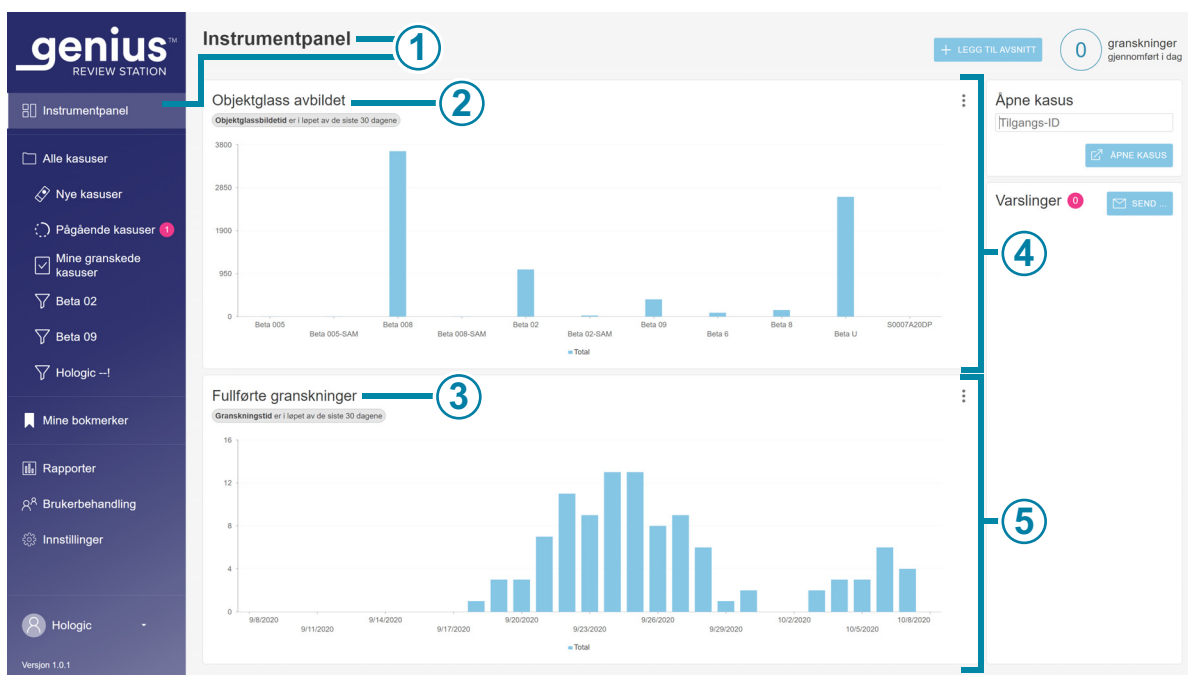 genius™
REVIEW STATION
Instrumentpanel
Alle kasuser
Nye kasuser
Pågående kasuser 1
Mine granskede
kasuser
Beta 02
Beta 09
Hologic --!
Mine bokmerker
Rapporter
Brukerbehandling
Innstillinger
Hologic
Versjon 1.0.1
Instrumentpanel
1
+ LEGG TIL AVSNITT
0
granskninger
gjennomført i dag
Objektglass avbildet
2
Objektglassbildetid er i løpet av de siste 30 dagene
3800
2850
1900
950
0
Beta 005
Beta 005-SAM
Beta 008
Beta 008-SAM
Beta 02
Beta 02-SAM
Beta 09
Beta 6
Beta 8
Beta U
S0007A20DP
Total
4
Fullførte granskninger
3
Granskningstid er i løpet av de siste 30 dagene
16
12
8
4
0
9/8/2020
9/11/2020
9/14/2020
9/17/2020
9/20/2020
9/23/2020
9/26/2020
9/29/2020
10/2/2020
10/5/2020
10/8/2020
Total
5
Åpne kasus
Tilgangs-ID
ÅPNE KASUS
Varslinger 0
SEND ...